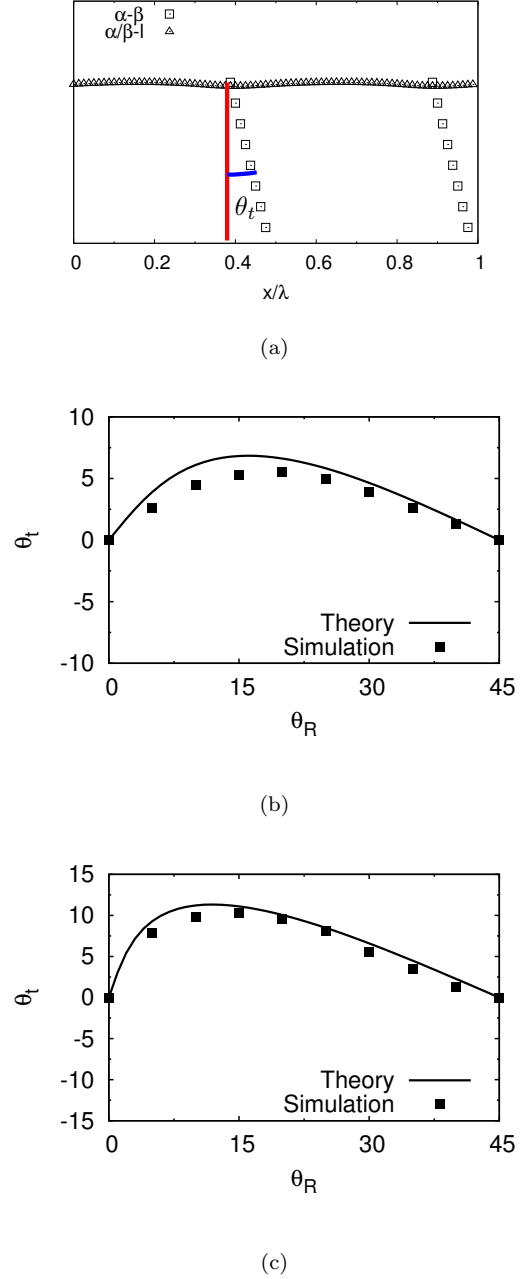 α-β
α/β-l
θt
0 0.2 0.4 0.6 0.8 1
x/λ
(a)
10
5
0
-5
-10
θt
Theory
Simulation
0 15 30 45
θR
(b)
15
10
5
0
-5
-10
-15
θt
Theory
Simulation
0 15 30 45
θR
(c)